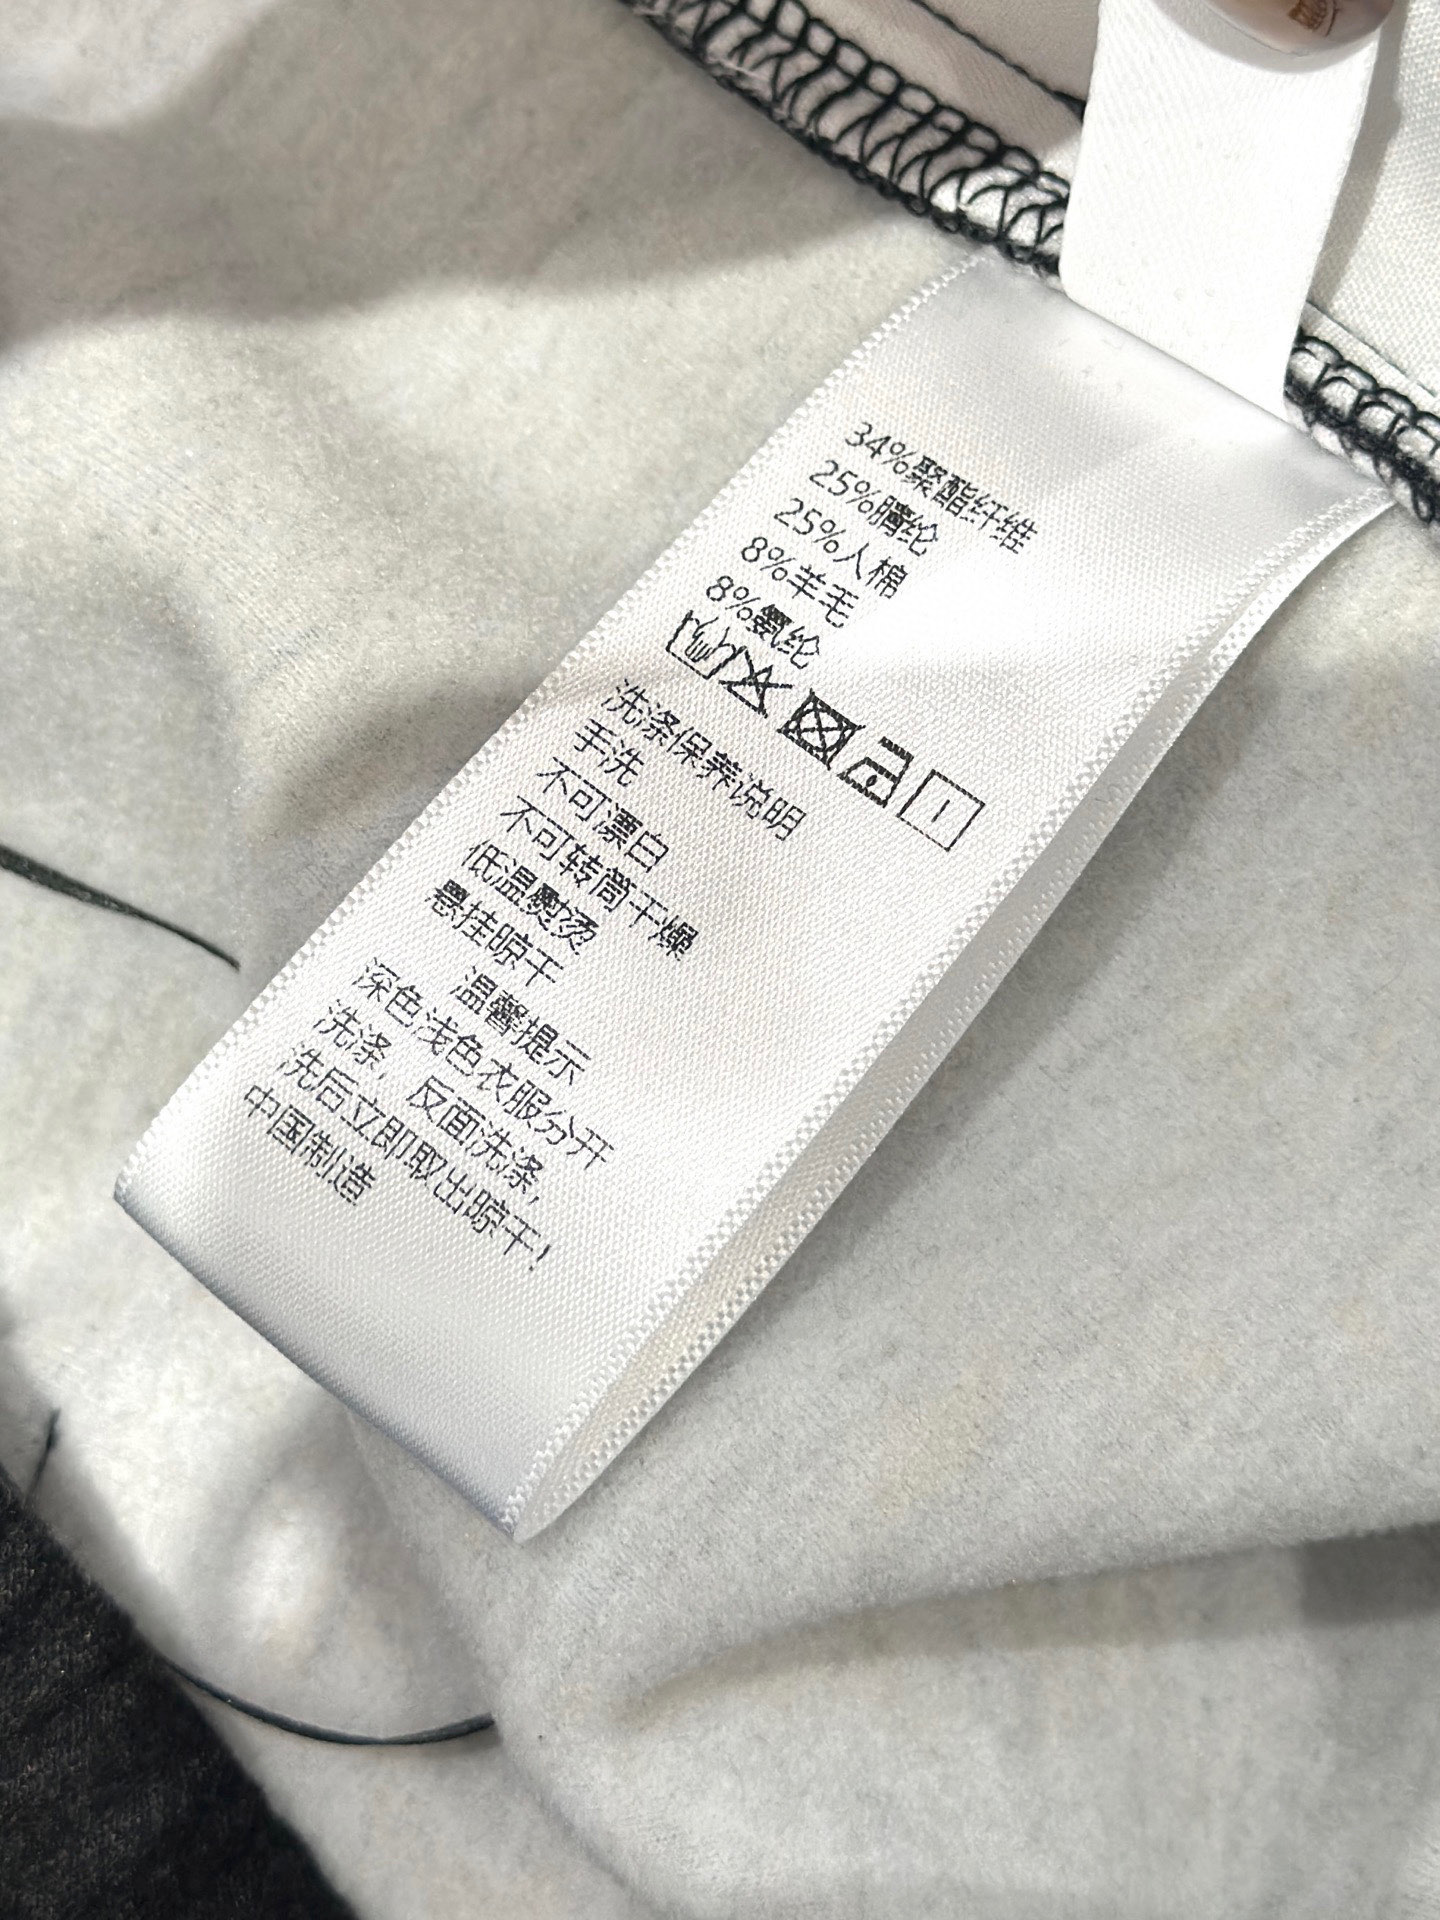 34%聚酯纤维
25%腈纶
25%人棉
8%羊毛
8%氨纶
洗涤保养说明
手洗
不可漂白
不可转筒干燥
低温熨烫
悬挂晾干
温馨提示
深色浅色衣服分开
洗涤，反面洗涤，
洗后立即取出晾干!
中国制造